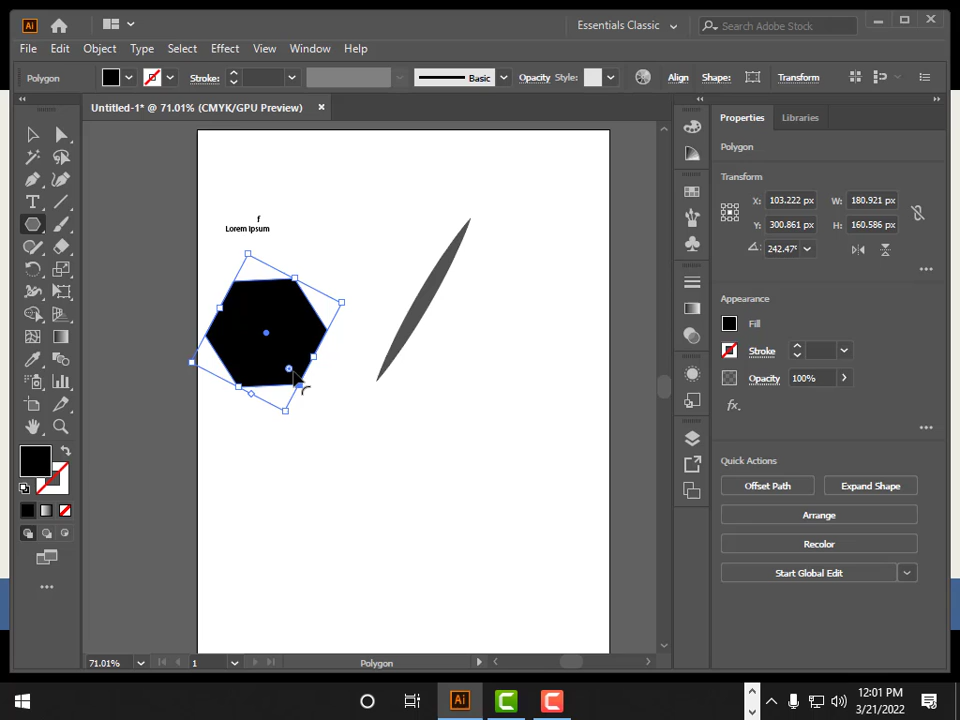 Ai
Essentials Classic
Search Adobe Stock
File Edit Object Type Select Effect View Window Help
Polygon Stroke: Basic Opacity Style: Align Shape: Transform
Untitled-1* @ 71.01% (CMYK/GPU Preview) ×
Properties Libraries
Polygon
Transform
X: 103.222 px W: 180.921 px
Y: 300.861 px H: 160.586 px
242.47°
f
Lorem ipsum
Appearance
Fill
Stroke
Opacity 100%
fx.
Quick Actions
Offset Path Expand Shape
Arrange
Recolor
Start Global Edit
71.01% 1 Polygon
Ai
12:01 PM
3/21/2022